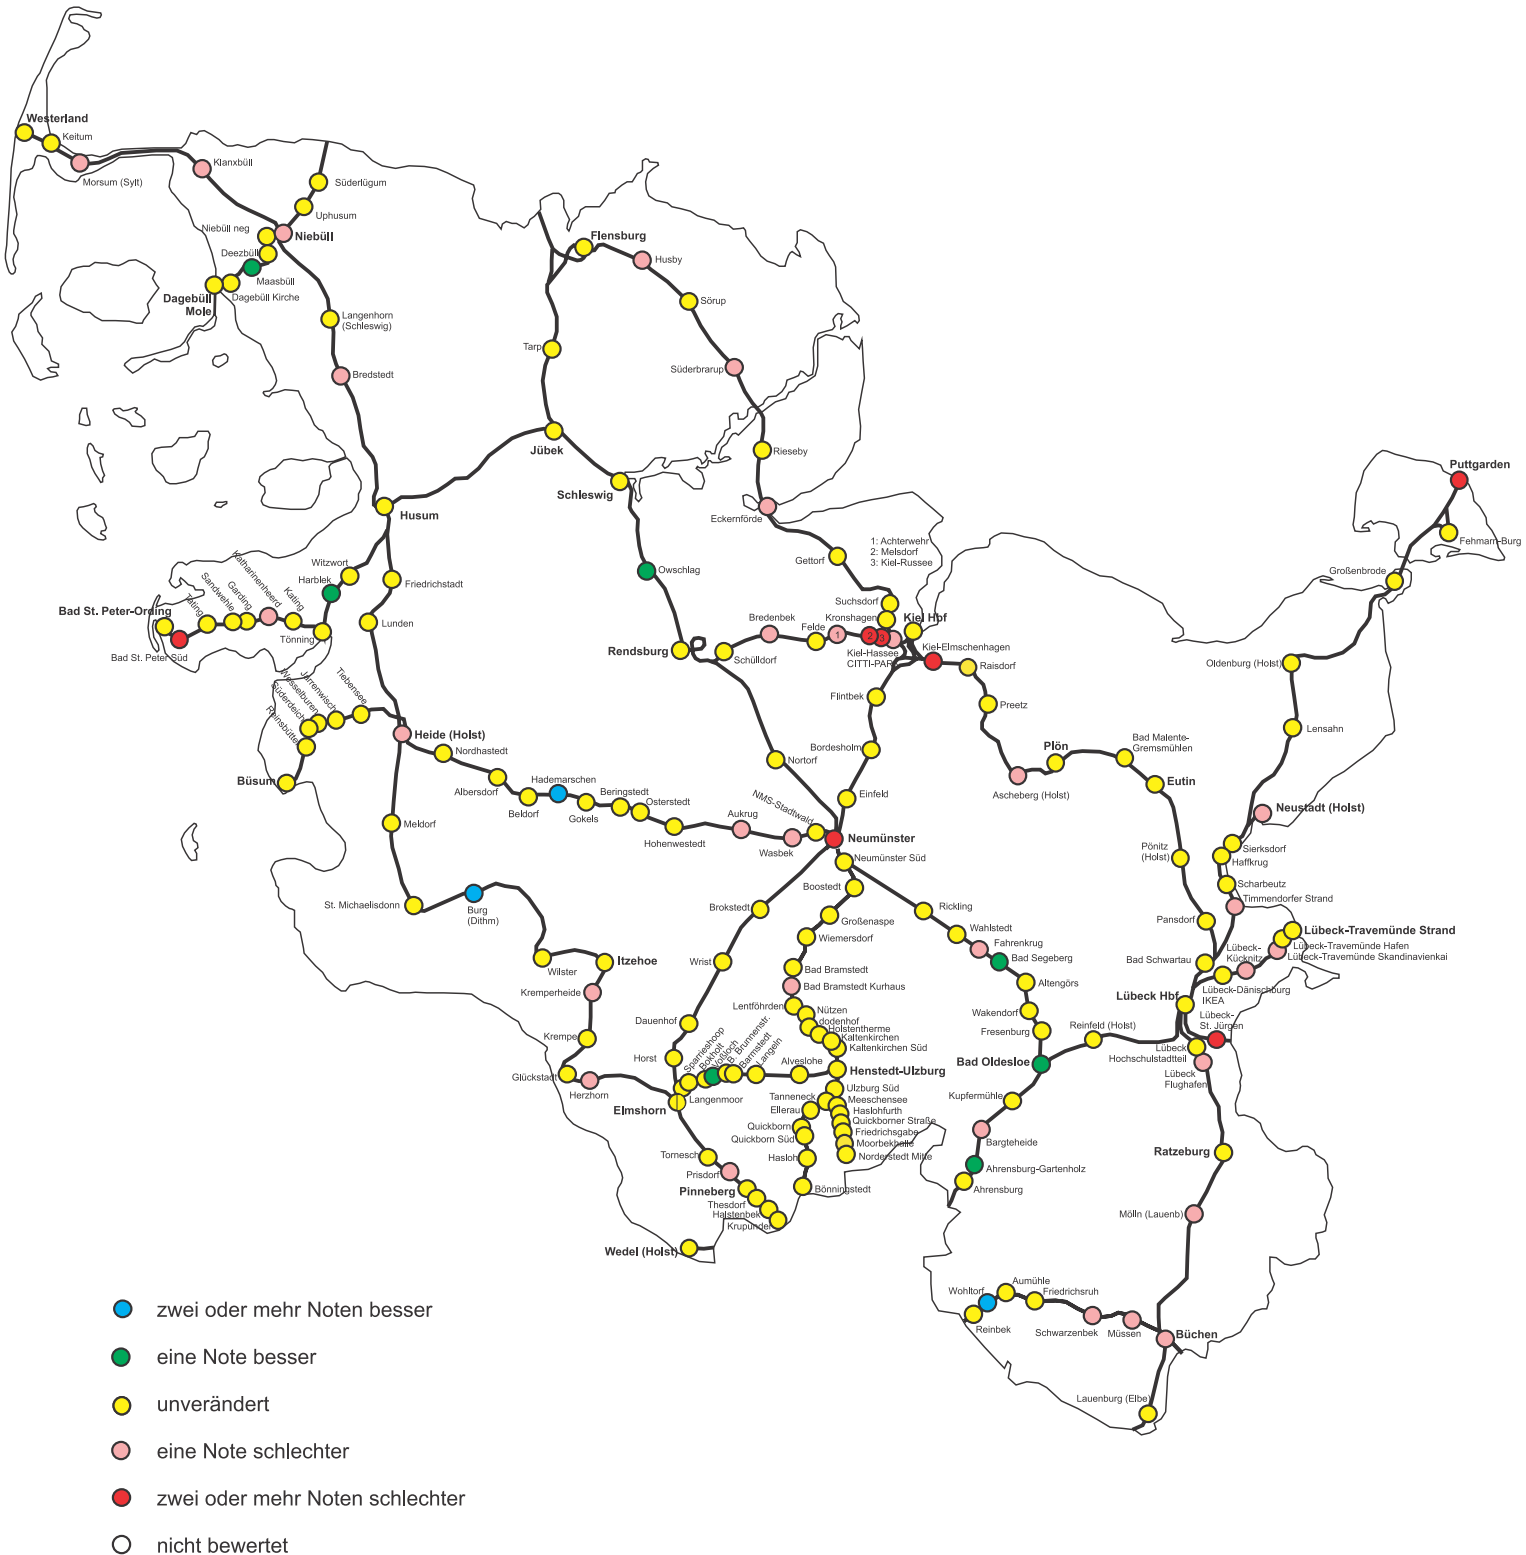 Westerland
Keitum
Morsum (Sylt)
Klanxbüll
Süderlügum
Uphusum
Niebüll neg
Niebüll
Deezbüll
Maasbüll
Dagebüll Kirche
Dagebüll
Mole
Langenhorn
(Schleswig)
Bredstedt
Flensburg
Husby
Sörup
Tarp
Süderbrarup
Jübek
Rieseby
Schleswig
Eckernförde
Husum
Puttgarden
Fehmarn-Burg
Großenbrode
Gettorf
1: Achterwehr
2: Melsdorf
3: Kiel-Russee
Owschlag
Witzwort
Harblek
Friedrichstadt
Katharinenheerd
Kating
Garding
Sandwehle
Tating
Bad St. Peter-Ording
Bad St. Peter Süd
Tönning
Lunden
Suchsdorf
Kronshagen
Kiel Hbf
Bredenbek
Felde
1
2
3
Kiel-Hassee
CITTI-PARK
Kiel-Elmschenhagen
Raisdorf
Rendsburg
Schülldorf
Preetz
Oldenburg (Holst)
Lensahn
Flintbek
Bordesholm
Nortorf
Einfeld
Plön
Ascheberg (Holst)
Bad Malente-
Gremsmühlen
Eutin
Neustadt (Holst)
Tiebensee
Jarrenwisch
Wesselburen
Süderdeich
Reinsbüttel
Büsum
Heide (Holst)
Nordhastedt
Albersdorf
Beldorf
Hademarschen
Gokels
Beringstedt
Osterstedt
Hohenwestedt
Aukrug
Wasbek
NMS-Stadtwald
Neumünster
Neumünster Süd
Meldorf
St. Michaelisdonn
Burg
(Dithm)
Wilster
Itzehoe
Kremperheide
Krempe
Glückstadt
Herzhorn
Boostedt
Großenaspe
Wiemersdorf
Brokstedt
Wrist
Dauenhof
Horst
Elmshorn
Bad Bramstedt
Bad Bramstedt Kurhaus
Lentföhrden
Nützen
dodenhof
Holstentherme
Kaltenkirchen
Kaltenkirchen Süd
Henstedt-Ulzburg
Alveslohe
Langeln
Barmstedt
B. Brunnenstr.
Voßloch
Bokholt
Sparrieshoop
Langenmoor
Rickling
Wahlstedt
Fahrenkrug
Bad Segeberg
Altengörs
Wakendorf
Fresenburg
Bad Oldesloe
Reinfeld (Holst)
Kupfermühle
Bargteheide
Ahrensburg-Gartenholz
Ahrensburg
Pönitz
(Holst)
Pansdorf
Bad Schwartau
Sierksdorf
Haffkrug
Scharbeutz
Timmendorfer Strand
Lübeck-Travemünde Strand
Lübeck-Travemünde Hafen
Lübeck-Travemünde Skandinavienkai
Lübeck-
Kücknitz
Lübeck-Dänischburg
IKEA
Lübeck Hbf
Lübeck-
St. Jürgen
Lübeck
Hochschulstadtteil
Lübeck
Flughafen
Ratzeburg
Mölln (Lauenb)
Büchen
Lauenburg (Elbe)
Müssen
Schwarzenbek
Friedrichsruh
Aumühle
Wohltorf
Reinbek
Ulzburg Süd
Meeschensee
Haslohfurth
Quickborner Straße
Friedrichsgabe
Moorbekhalle
Norderstedt Mitte
Tanneneck
Ellerau
Quickborn
Quickborn Süd
Hasloh
Bönningstedt
Tornesch
Prisdorf
Pinneberg
Thesdorf
Halstenbek
Krupunder
Wedel (Holst)
zwei oder mehr Noten besser
eine Note besser
unverändert
eine Note schlechter
zwei oder mehr Noten schlechter
nicht bewertet